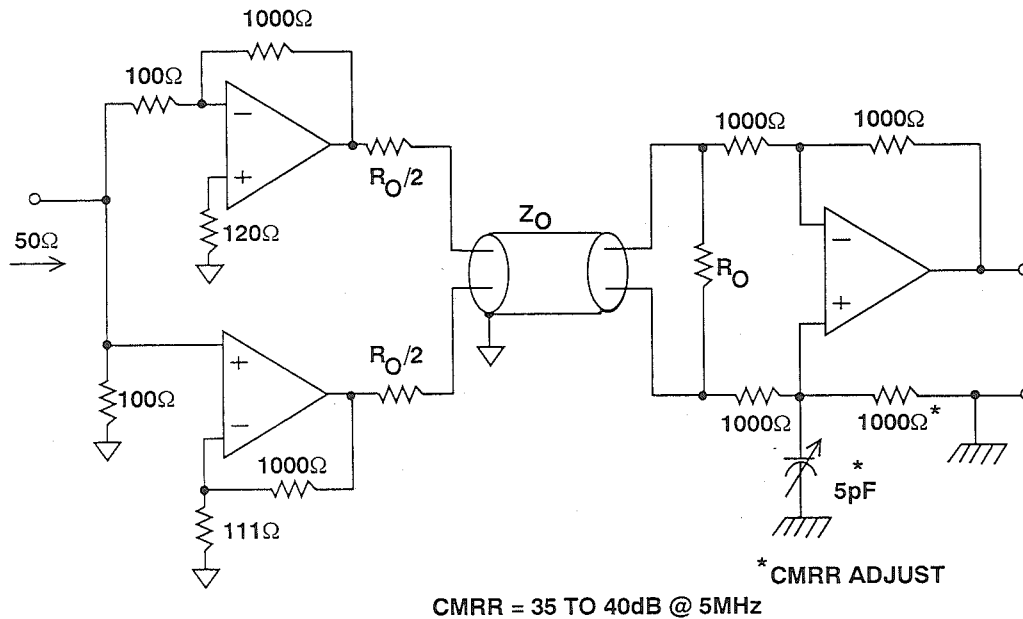 1000Ω
100Ω
−
+
R_O/2
120Ω
50Ω
Z_O
1000Ω
1000Ω
−
+
R_O
+
−
R_O/2
100Ω
1000Ω
111Ω
1000Ω
1000Ω*
*
5pF
*CMRR ADJUST
CMRR = 35 TO 40dB @ 5MHz